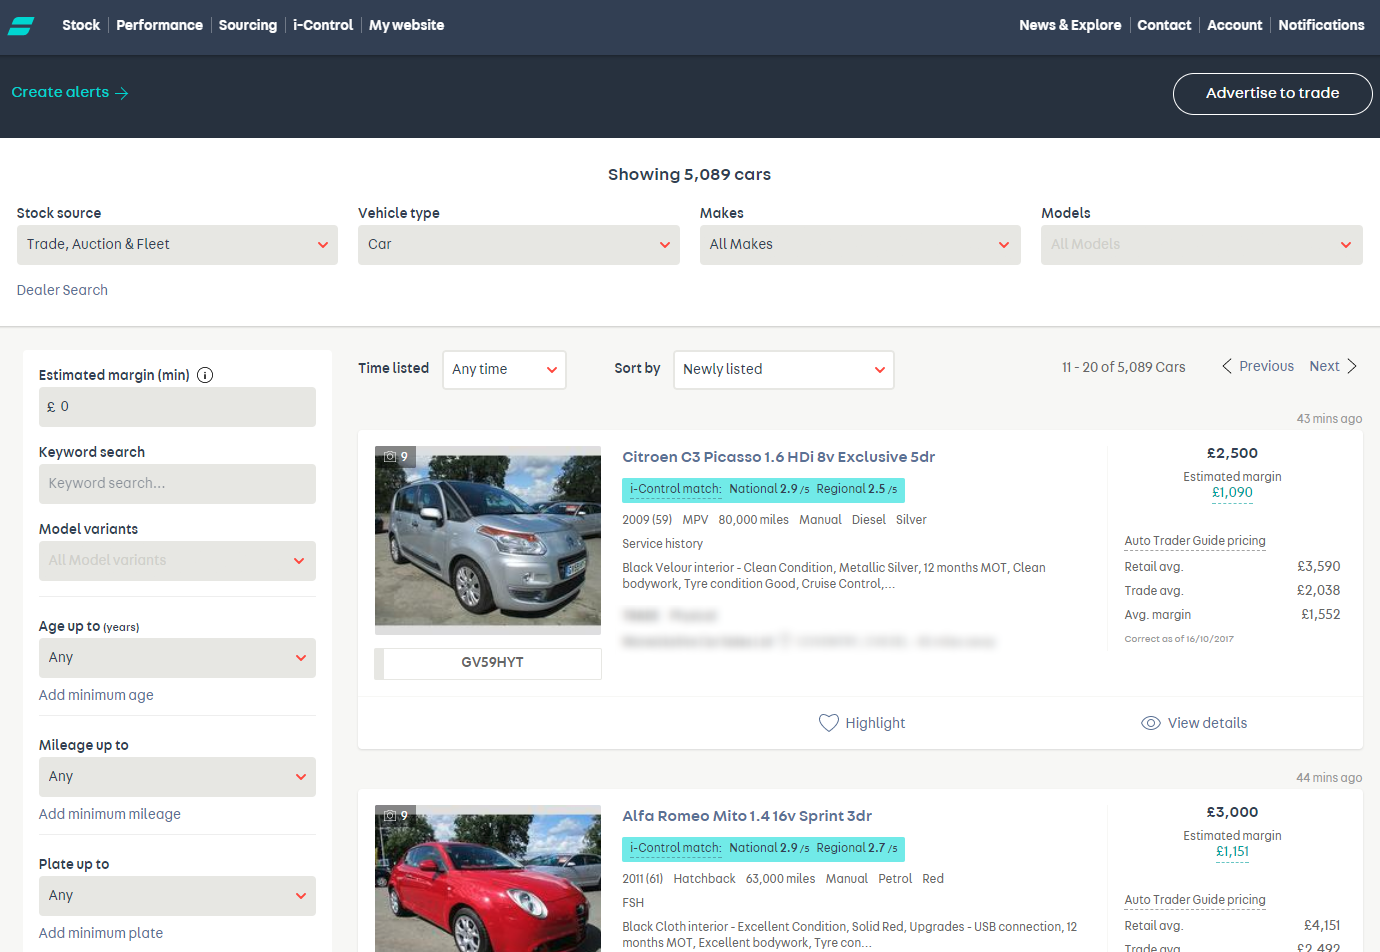 Stock Performance Sourcing i-Control My website News & Explore Contact Account Notifications
Create alerts Advertise to trade
Showing 5,089 cars
Stock source Vehicle type Makes Models
Trade, Auction & Fleet Car All Makes All Models
Dealer Search
Estimated margin (min) i
£ 0
Keyword search
Keyword search...
Model variants
All Model variants
Age up to (years)
Any
Add minimum age
Mileage up to
Any
Add minimum mileage
Plate up to
Any
Add minimum plate
Time listed Any time Sort by Newly listed 11 - 20 of 5,089 Cars Previous Next
43 mins ago
9
GV59HYT
Citroen C3 Picasso 1.6 HDi 8v Exclusive 5dr
i-Control match: National 2.9 /5 Regional 2.5 /5
2009 (59) MPV 80,000 miles Manual Diesel Silver
Service history
Black Velour interior - Clean Condition, Metallic Silver, 12 months MOT, Clean
bodywork, Tyre condition Good, Cruise Control,...
£2,500
Estimated margin
£1,090
Auto Trader Guide pricing
Retail avg. £3,590
Trade avg. £2,038
Avg. margin £1,552
Correct as of 16/10/2017
Highlight View details
44 mins ago
9
Alfa Romeo Mito 1.4 16v Sprint 3dr
i-Control match: National 2.9 /5 Regional 2.7 /5
2011 (61) Hatchback 63,000 miles Manual Petrol Red
FSH
Black Cloth interior - Excellent Condition, Solid Red, Upgrades - USB connection, 12
months MOT, Excellent bodywork, Tyre con...
£3,000
Estimated margin
£1,151
Auto Trader Guide pricing
Retail avg. £4,151
Trade avg. £2,492